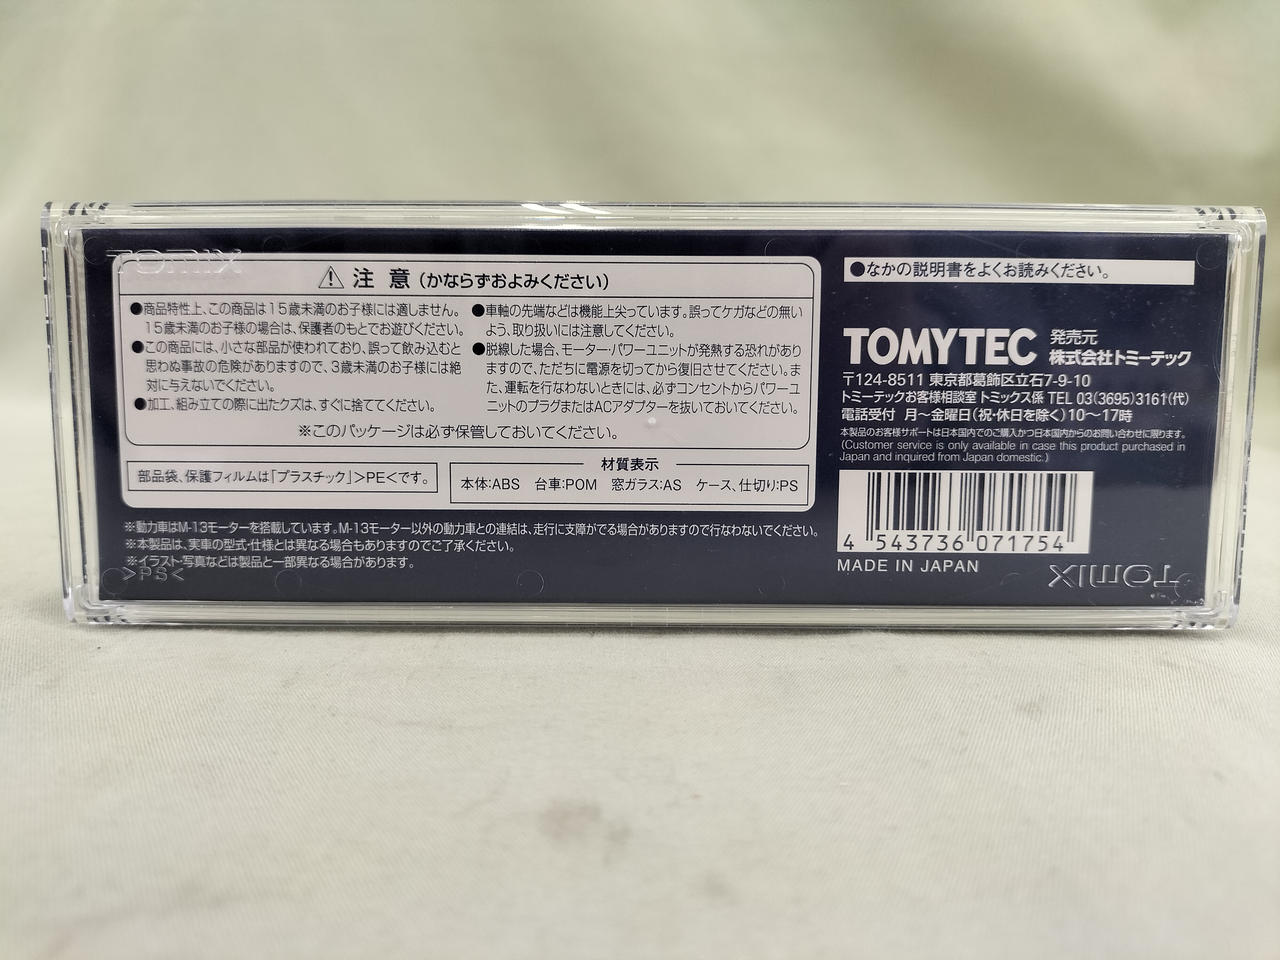 TOMIX
⚠ 注 意 (かならずおよみください)
●商品特性上、この商品は15歳未満のお子様には適しません。
15歳未満のお子様の場合は、保護者のもとでお遊びください。
●この商品には、小さな部品が使われており、誤って飲み込むと
思わぬ事故の危険がありますので、3歳未満のお子様には絶
対に与えないでください。
●加工、組み立ての際に出たクズは、すぐに捨ててください。
●車軸の先端などは機能上尖っています。誤ってケガなどの無い
よう、取り扱いには注意してください。
●脱線した場合、モーター・パワーユニットが発熱する恐れがあり
ますので、ただちに電源を切ってから復旧させてください。ま
た、運転を行なわないときには、必ずコンセントからパワーユ
ニットのプラグまたはACアダプターを抜いておいてください。
※このパッケージは必ず保管しておいてください。
部品袋、保護フィルムは「プラスチック」>PE<です。
材質表示
本体:ABS 台車:POM 窓ガラス:AS ケース、仕切り:PS
※動力車はM-13モーターを搭載しています。M-13モーター以外の動力車との連結は、走行に支障がでる場合がありますので行なわないでください。
※本製品は、実車の型式・仕様とは異なる場合もありますのでご了承ください。
※イラスト・写真などは製品と一部異なる場合があります。
>PS<
●なかの説明書をよくお読みください。
TOMYTEC 発売元
株式会社トミーテック
〒124-8511 東京都葛飾区立石7-9-10
トミーテックお客様相談室 トミックス係 TEL 03(3695)3161(代)
電話受付 月～金曜日(祝・休日を除く)10～17時
本製品のお客様サポートは日本国内でのご購入かつ日本国内からのお問い合わせに限ります。
(Customer service is only available in case this product purchased in
Japan and inquired from Japan domestic.)
4 543736 071754
MADE IN JAPAN
TOMIX